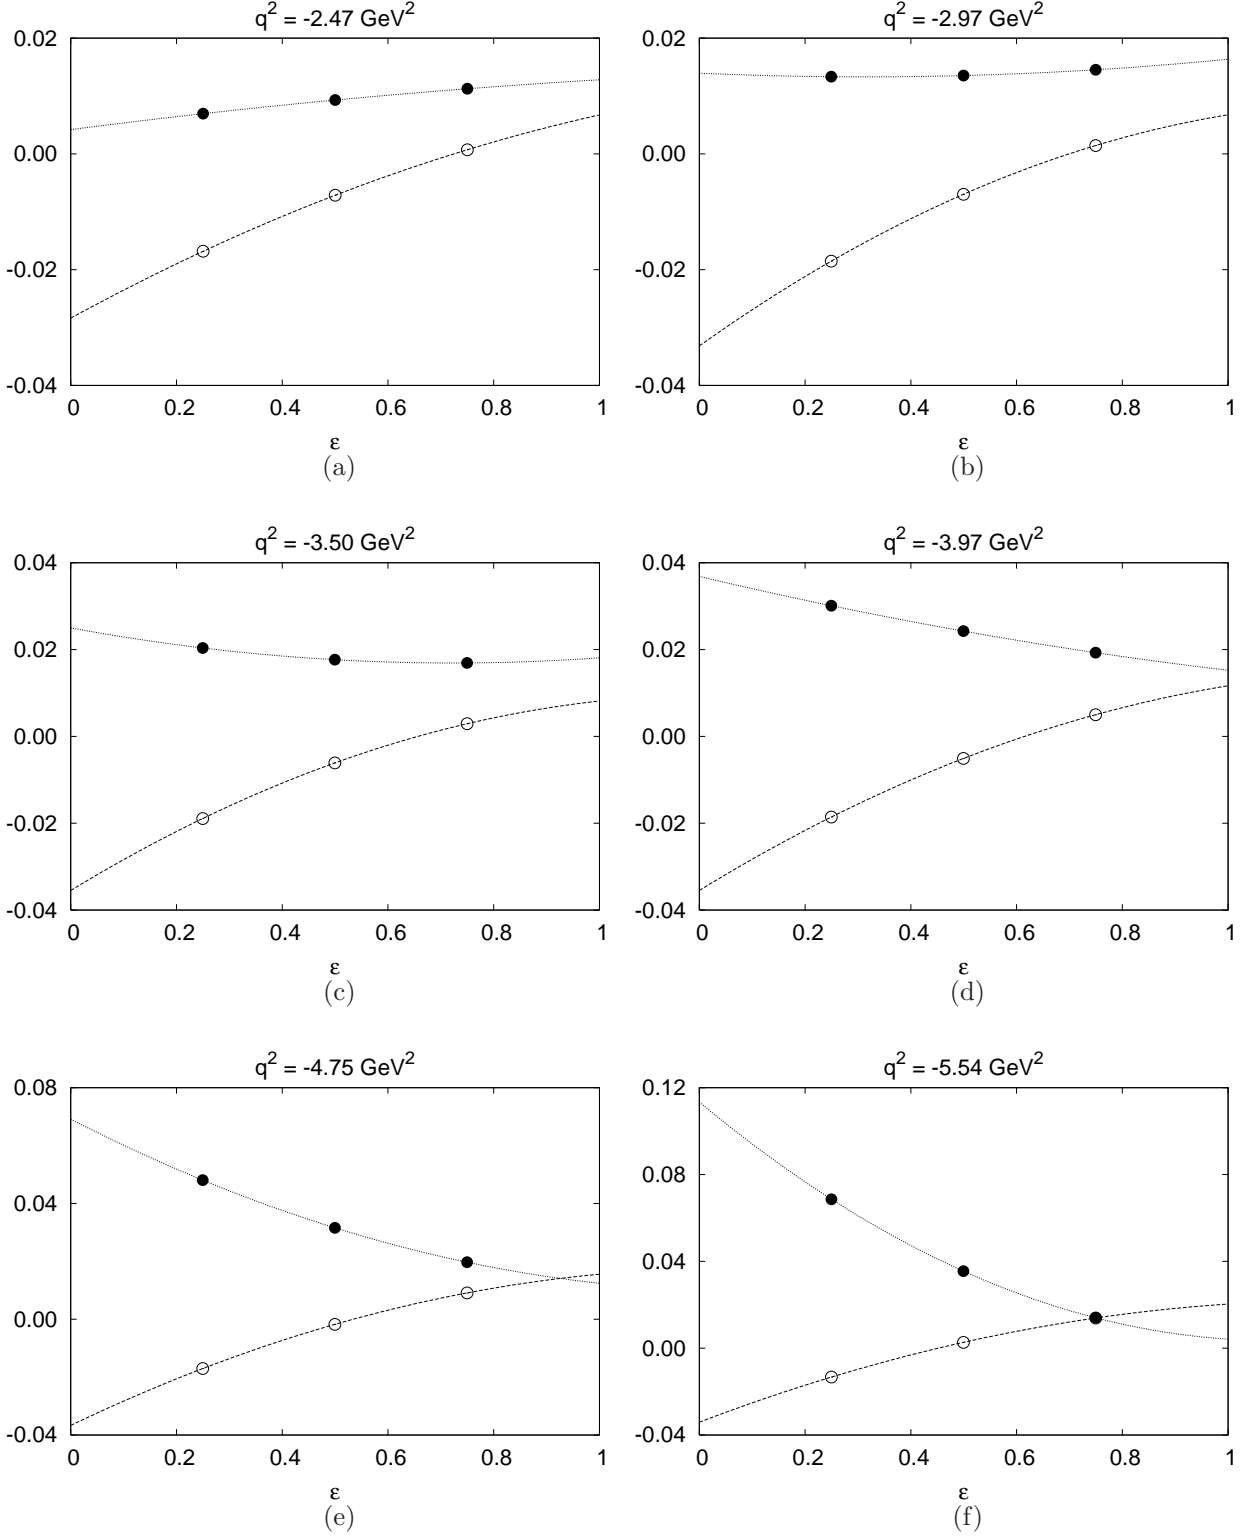 q² = -2.47 GeV²
0.02
0.00
-0.02
-0.04
0 0.2 0.4 0.6 0.8 1
ε
(a)
q² = -2.97 GeV²
0.02
0.00
-0.02
-0.04
0 0.2 0.4 0.6 0.8 1
ε
(b)
q² = -3.50 GeV²
0.04
0.02
0.00
-0.02
-0.04
0 0.2 0.4 0.6 0.8 1
ε
(c)
q² = -3.97 GeV²
0.04
0.02
0.00
-0.02
-0.04
0 0.2 0.4 0.6 0.8 1
ε
(d)
q² = -4.75 GeV²
0.08
0.04
0.00
-0.04
0 0.2 0.4 0.6 0.8 1
ε
(e)
q² = -5.54 GeV²
0.12
0.08
0.04
0.00
-0.04
0 0.2 0.4 0.6 0.8 1
ε
(f)